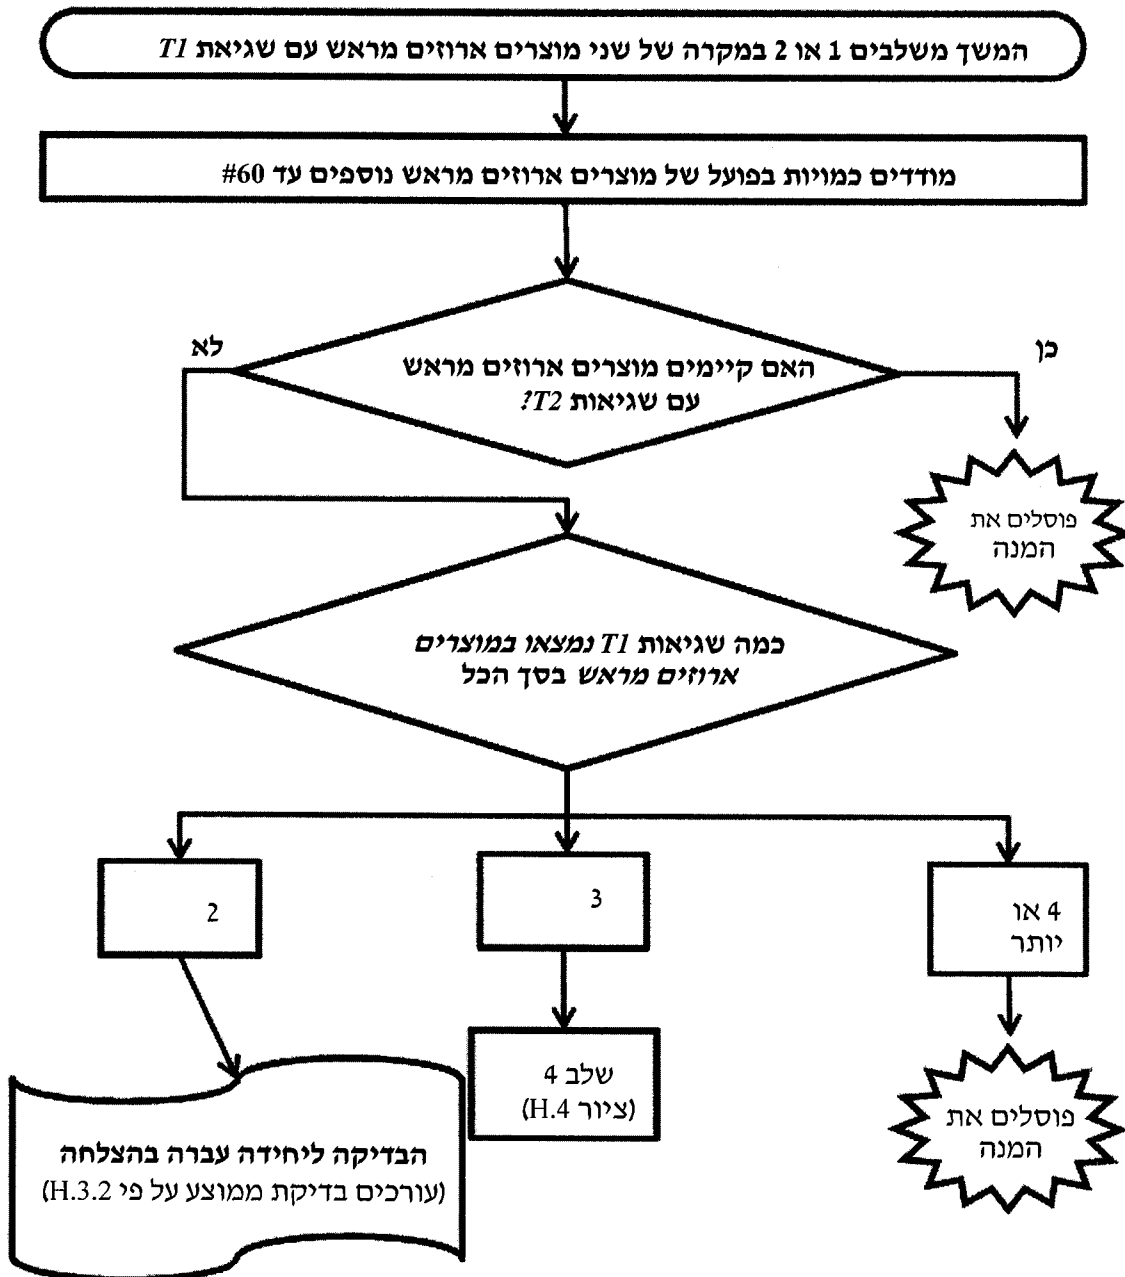 המשך משלבים 1 או 2 במקרה של שני מוצרים ארוזים מראש עם שגיאת T1
מודדים כמויות בפועל של מוצרים ארוזים מראש נוספים עד 60#
כן
לא
האם קיימים מוצרים ארוזים מראש
עם שגיאות T2?
פוסלים את
המנה
כמה שגיאות T1 נמצאו במוצרים
ארוזים מראש בסך הכל
4 או
יותר
3
2
שלב 4
(ציור H.4)
פוסלים את
המנה
הבדיקה ליחידה עברה בהצלחה
(עורכים בדיקת ממוצע על פי H.3.2)